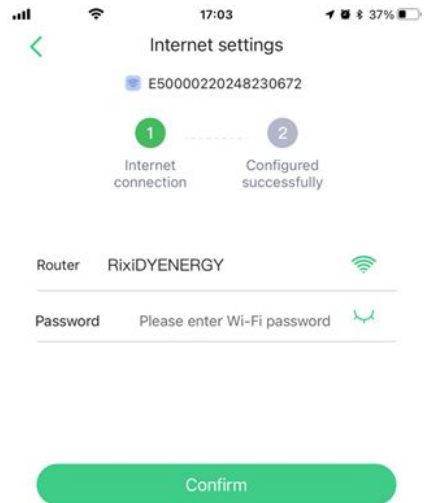 17:03
37%
Internet settings
E50000220248230672
1
2
Internet
connection
Configured
successfully
Router RixiDYENERGY
Password Please enter Wi-Fi password
Confirm